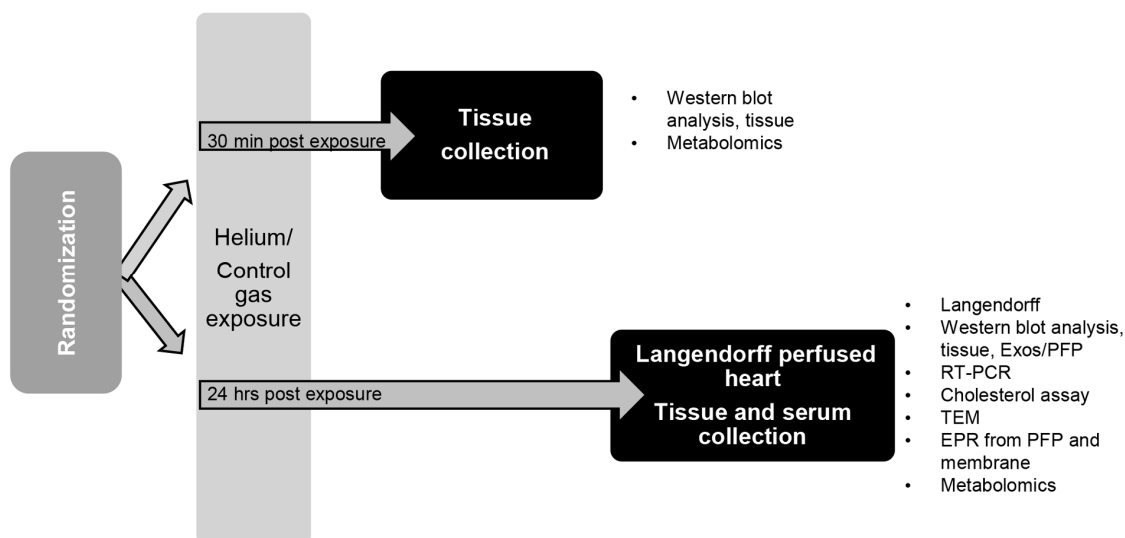 Randomization
Helium/
Control
gas
exposure
30 min post exposure
Tissue
collection
• Western blot
analysis, tissue
• Metabolomics
24 hrs post exposure
Langendorff perfused
heart
Tissue and serum
collection
• Langendorff
• Western blot analysis,
tissue, Exos/PFP
• RT-PCR
• Cholesterol assay
• TEM
• EPR from PFP and
membrane
• Metabolomics